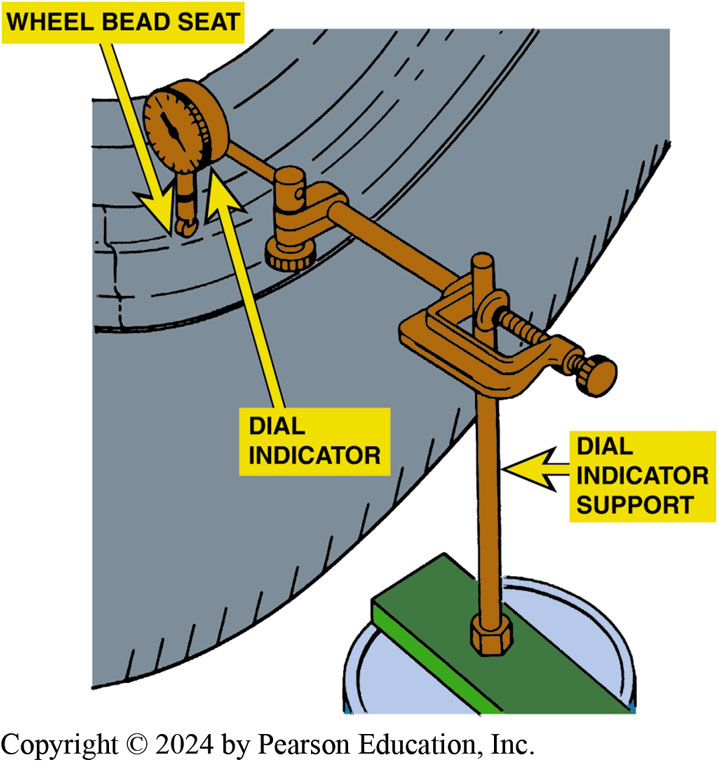 WHEEL BEAD SEAT
DIAL
INDICATOR
DIAL
INDICATOR
SUPPORT
Copyright © 2024 by Pearson Education, Inc.